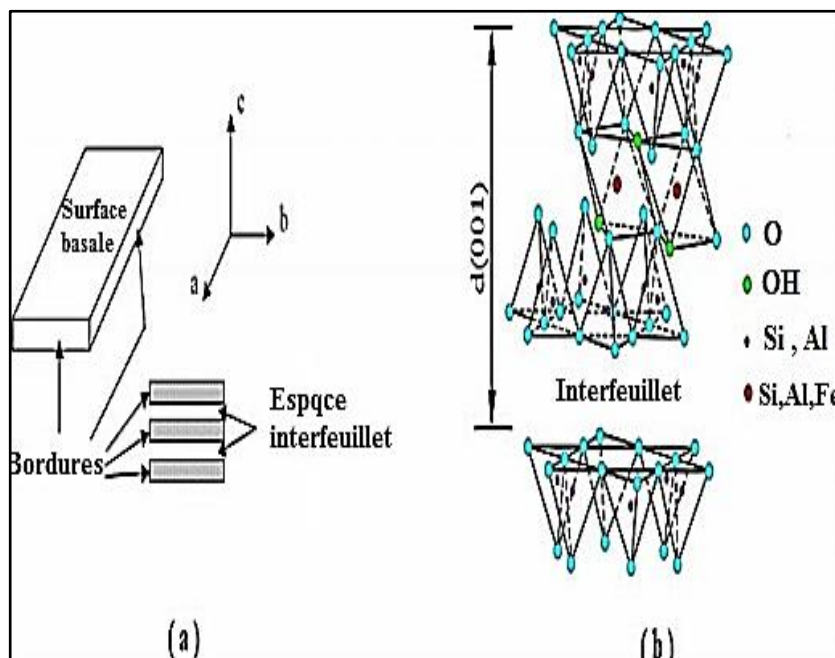 c
Surface
basale
b
a
Espqce
interfeuillet
Bordures
(a)
d(001)
O
OH
Si , Al
Si,Al,Fe
Interfeuillet
(b)